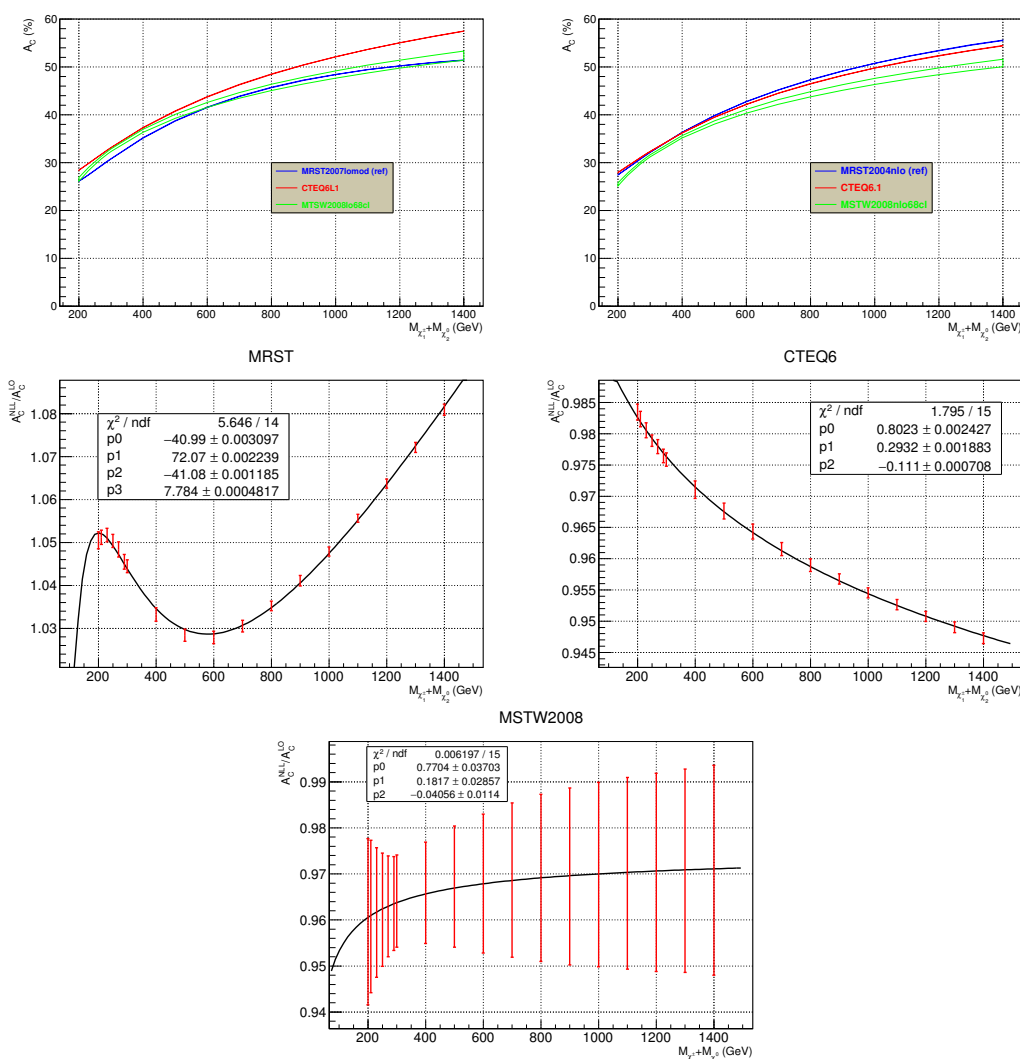 A_C (%)
60
50
40
30
20
10
0
MRST2007lomod (ref)
CTEQ6L1
MTSW2008lo68cl
200 400 600 800 1000 1200 1400
M_χ₁±+M_χ₂⁰ (GeV)
A_C (%)
60
50
40
30
20
10
0
MRST2004nlo (ref)
CTEQ6.1
MSTW2008nlo68cl
200 400 600 800 1000 1200 1400
M_χ₁±+M_χ₂⁰ (GeV)
MRST
A_C^NLL/A_C^LO
1.08
1.07
1.06
1.05
1.04
1.03
χ² / ndf 5.646 / 14
p0 −40.99 ± 0.003097
p1 72.07 ± 0.002239
p2 −41.08 ± 0.001185
p3 7.784 ± 0.0004817
200 400 600 800 1000 1200 1400
M_χ₁±+M_χ₂⁰ (GeV)
CTEQ6
A_C^NLL/A_C^LO
0.985
0.98
0.975
0.97
0.965
0.96
0.955
0.95
0.945
χ² / ndf 1.795 / 15
p0 0.8023 ± 0.002427
p1 0.2932 ± 0.001883
p2 −0.111 ± 0.000708
200 400 600 800 1000 1200 1400
M_χ₁±+M_χ₂⁰ (GeV)
MSTW2008
A_C^NLL/A_C^LO
0.99
0.98
0.97
0.96
0.95
0.94
χ² / ndf 0.006197 / 15
p0 0.7704 ± 0.03703
p1 0.1817 ± 0.02857
p2 −0.04056 ± 0.0114
200 400 600 800 1000 1200 1400
M_χ±+M_χ⁰ (GeV)